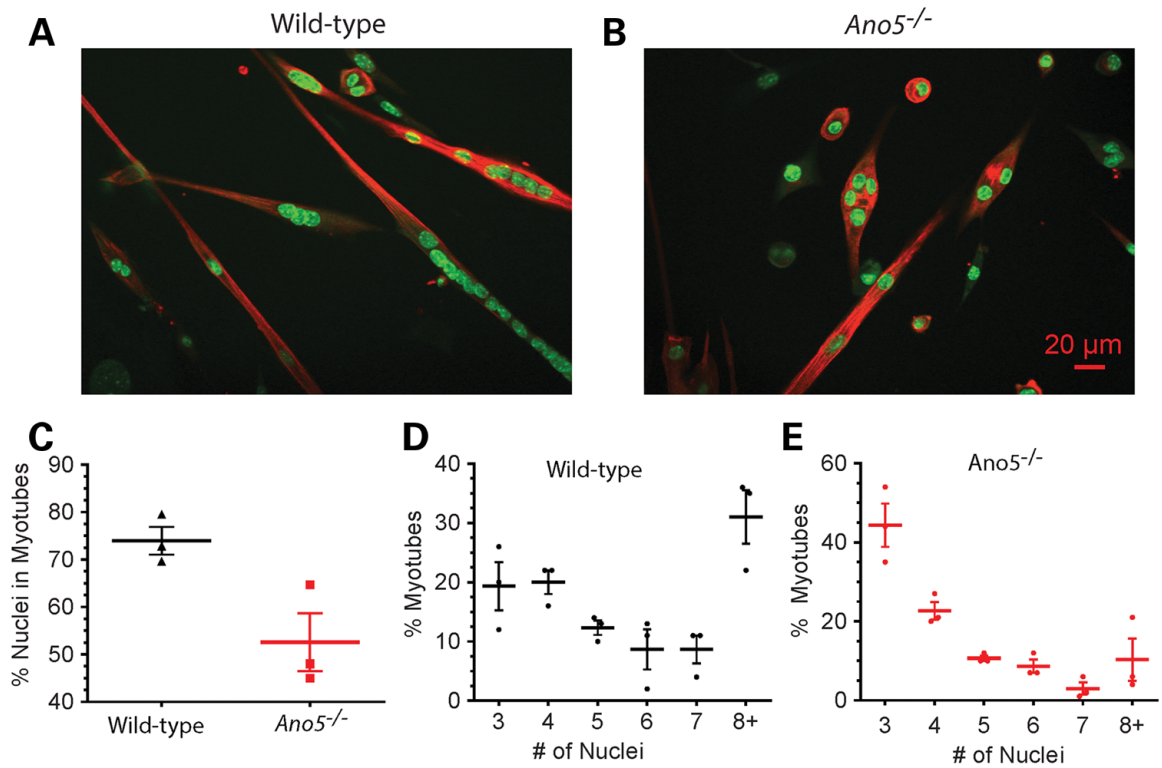 A
Wild-type
B
Ano5-/-
20 µm
C
% Nuclei in Myotubes
90
80
70
60
50
40
Wild-type
Ano5-/-
D
Wild-type
% Myotubes
40
30
20
10
0
3 4 5 6 7 8+
# of Nuclei
E
Ano5-/-
% Myotubes
60
40
20
0
3 4 5 6 7 8+
# of Nuclei